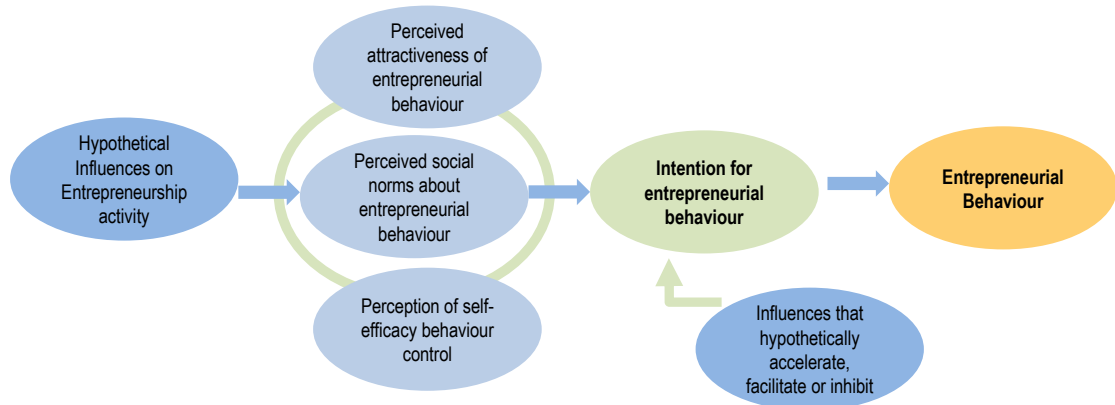 Perceived
attractiveness of
entrepreneurial
behaviour
Hypothetical
Influences on
Entrepreneurship
activity
Perceived social
norms about
entrepreneurial
behaviour
Perception of self-
efficacy behaviour
control
Intention for
entrepreneurial
behaviour
Entrepreneurial
Behaviour
Influences that
hypothetically
accelerate,
facilitate or inhibit